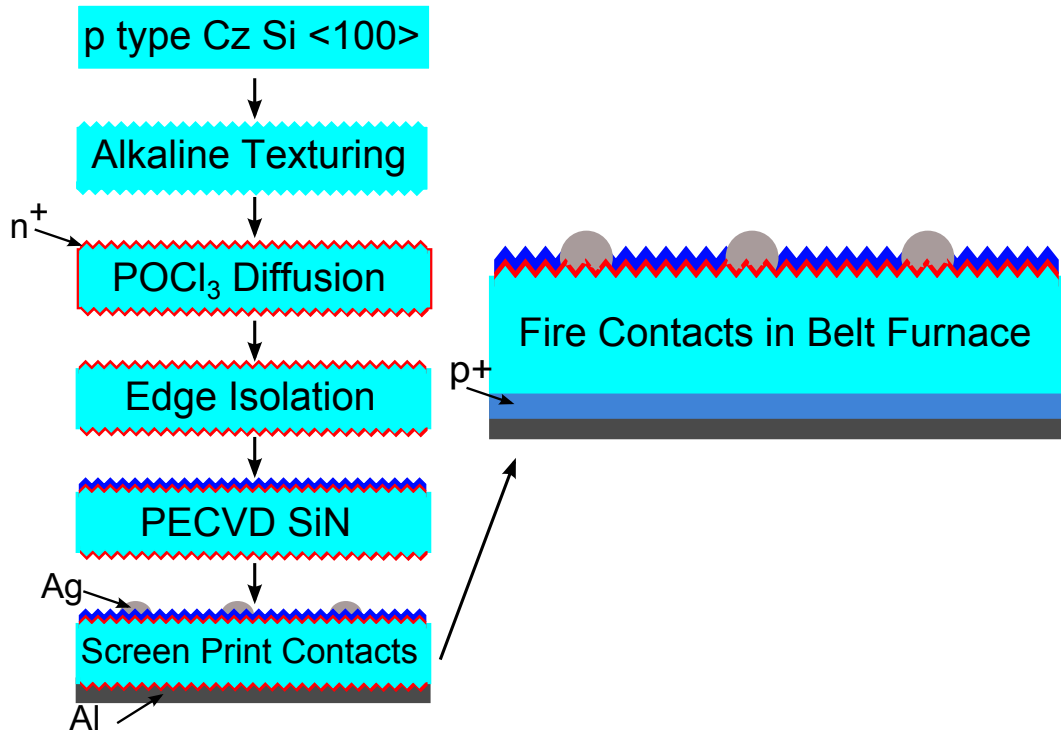 p type Cz Si <100>
Alkaline Texturing
n+
POCl₃ Diffusion
Edge Isolation
PECVD SiN
Ag
Screen Print Contacts
Al
Fire Contacts in Belt Furnace
p+